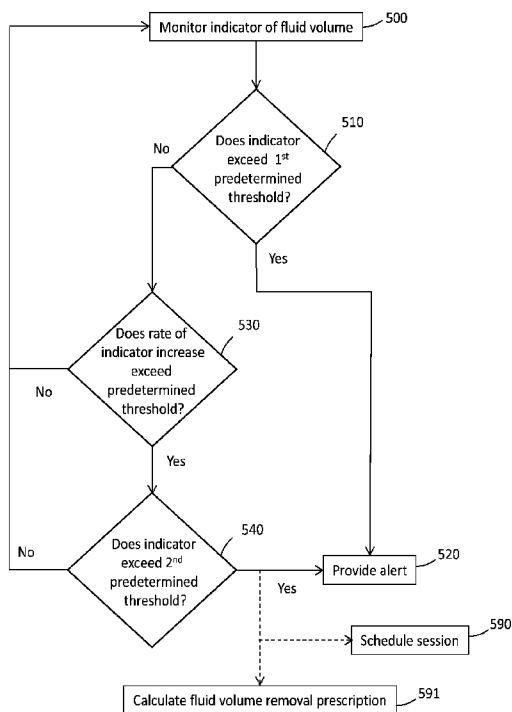 Monitor indicator of fluid volume
500
Does indicator
exceed 1st
predetermined
threshold?
510
No
Yes
Does rate of
indicator increase
exceed
predetermined
threshold?
530
No
Yes
Does indicator
exceed 2nd
predetermined
threshold?
540
No
Yes
Provide alert
520
Schedule session
590
Calculate fluid volume removal prescription
591